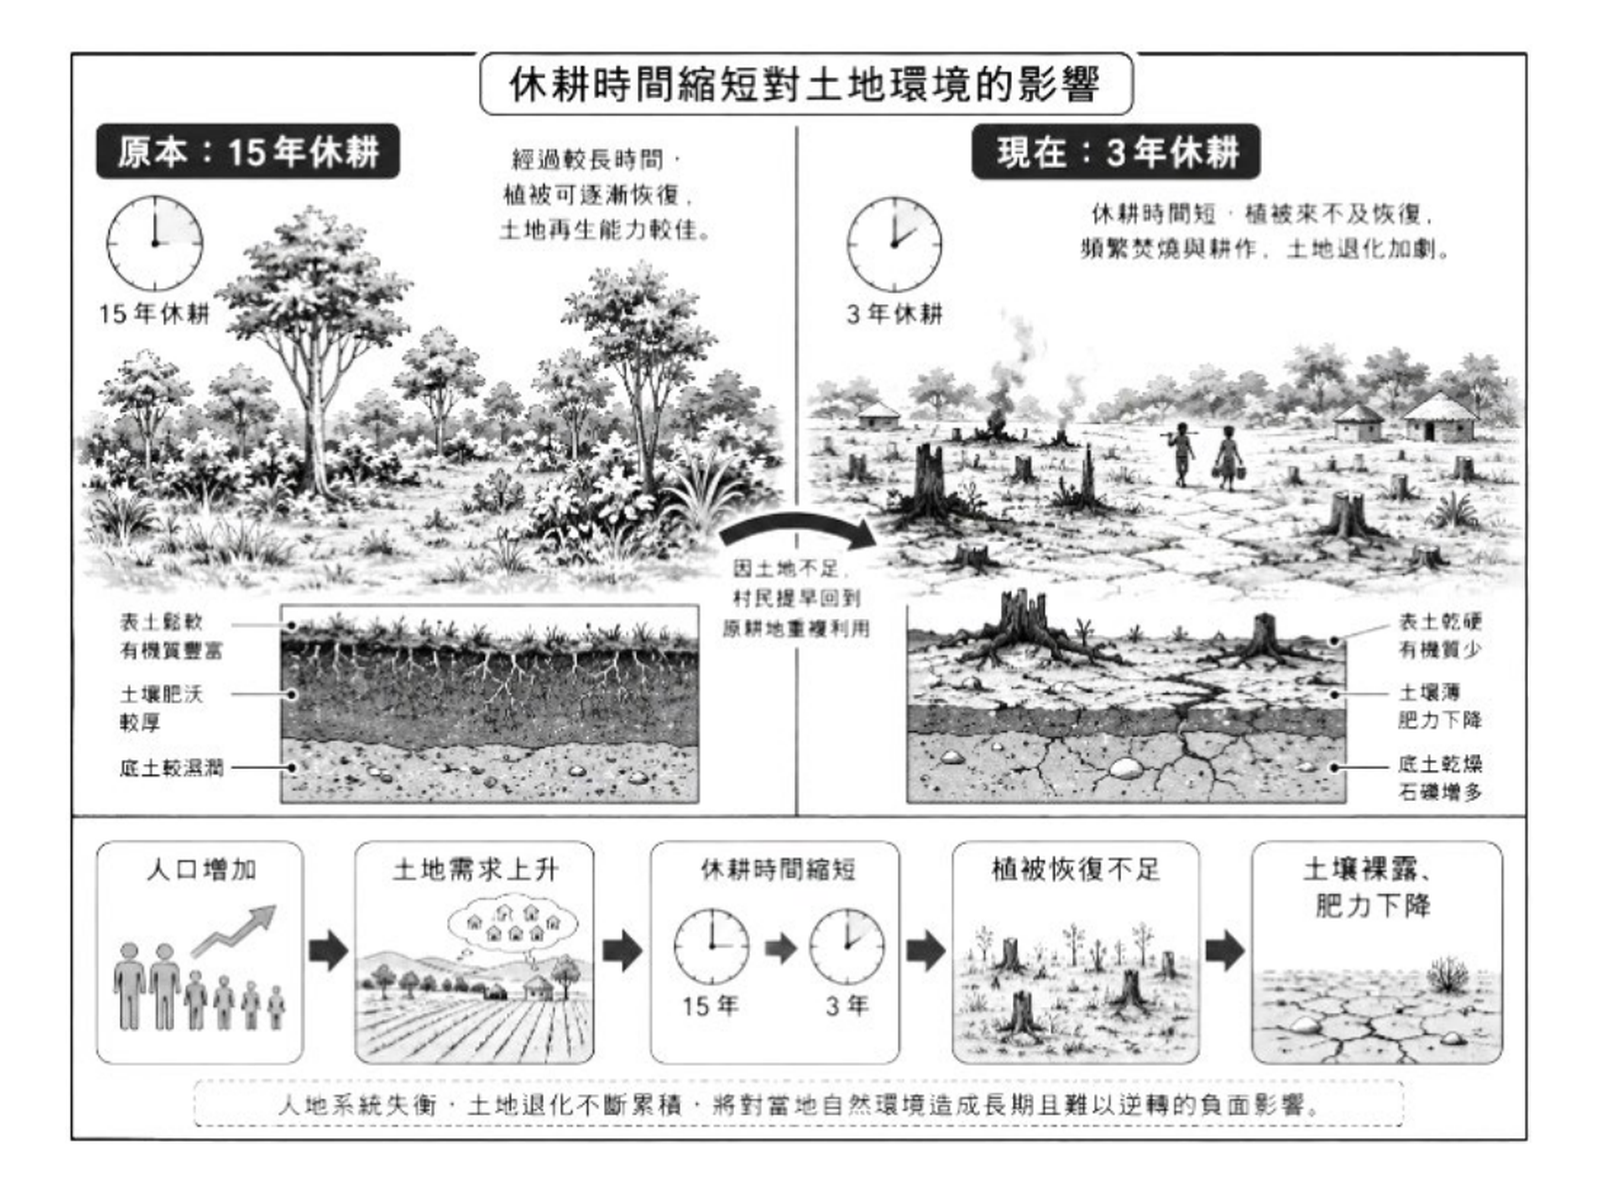 休耕時間縮短對土地環境的影響
原本：15年休耕
經過較長時間，
植被可逐漸恢復，
土地再生能力較佳。
15年休耕
現在：3年休耕
休耕時間短，植被來不及恢復，
頻繁焚燒與耕作，土地退化加劇。
3年休耕
因土地不足，
村民提早回到
原耕地重複利用
表土鬆軟
有機質豐富
土壤肥沃
較厚
底土較濕潤
表土乾硬
有機質少
土壤薄
肥力下降
底土乾燥
石礫增多
人口增加
土地需求上升
休耕時間縮短
15年
3年
植被恢復不足
土壤裸露、
肥力下降
人地系統失衡，土地退化不斷累積，將對當地自然環境造成長期且難以逆轉的負面影響。